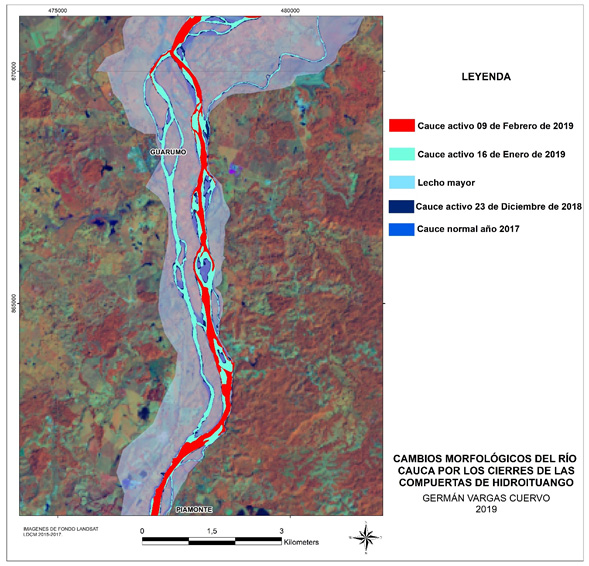 475000
480000
870000
865000
GUARUMO
PIAMONTE
LEYENDA
Cauce activo 09 de Febrero de 2019
Cauce activo 16 de Enero de 2019
Lecho mayor
Cauce activo 23 de Diciembre de 2018
Cauce normal año 2017
CAMBIOS MORFOLÓGICOS DEL RÍO
CAUCA POR LOS CIERRES DE LAS
COMPUERTAS DE HIDROITUANGO
GERMÁN VARGAS CUERVO
2019
IMAGENES DE FONDO LANDSAT
LDCM 2015-2017
0
1,5
3
Kilometers